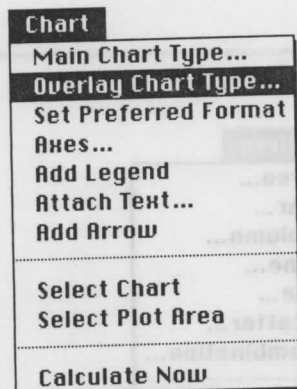 Chart
Main Chart Type...
Overlay Chart Type...
Set Preferred Format
Axes...
Add Legend
Attach Text...
Add Arrow
Select Chart
Select Plot Area
Calculate Now